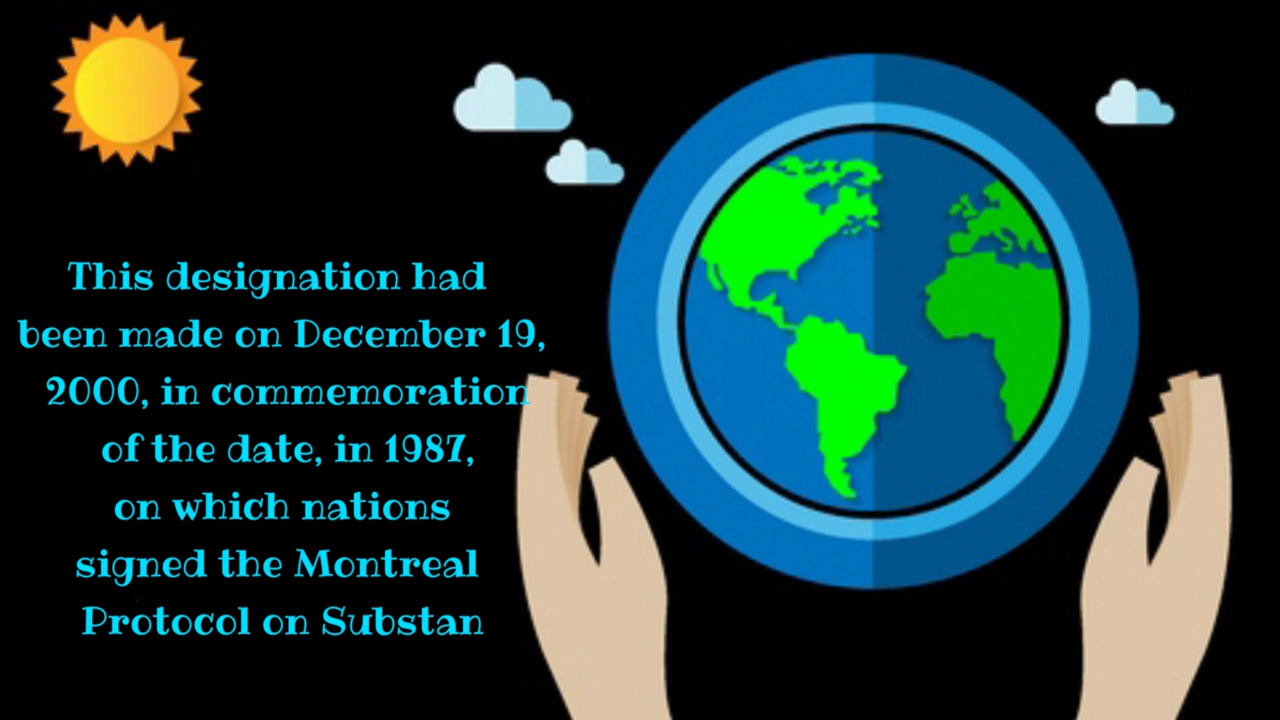 This designation had
been made on December 19,
2000, in commemoration
of the date, in 1987,
on which nations
signed the Montreal
Protocol on Substan